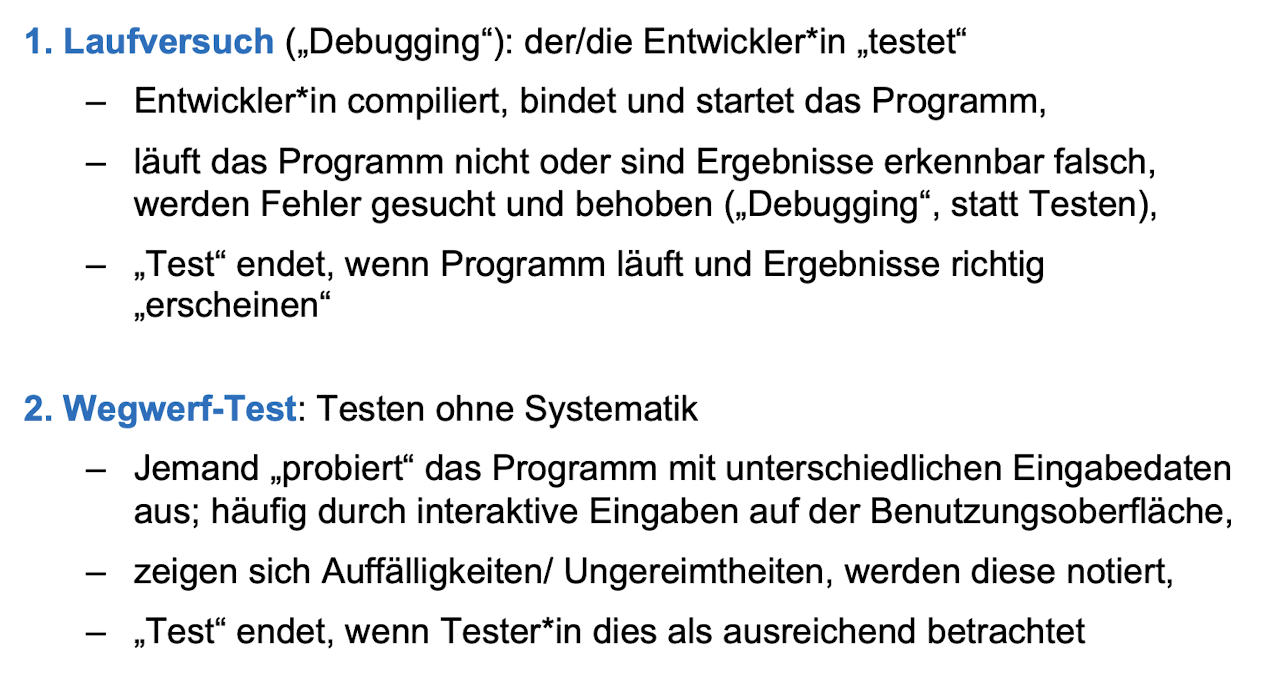 1. Laufversuch („Debugging“): der/die Entwickler*in „testet“
– Entwickler*in compiliert, bindet und startet das Programm,
– läuft das Programm nicht oder sind Ergebnisse erkennbar falsch,
werden Fehler gesucht und behoben („Debugging“, statt Testen),
– „Test“ endet, wenn Programm läuft und Ergebnisse richtig
„erscheinen“
2. Wegwerf-Test: Testen ohne Systematik
– Jemand „probiert“ das Programm mit unterschiedlichen Eingabedaten
aus; häufig durch interaktive Eingaben auf der Benutzungsoberfläche,
– zeigen sich Auffälligkeiten/ Ungereimtheiten, werden diese notiert,
– „Test“ endet, wenn Tester*in dies als ausreichend betrachtet